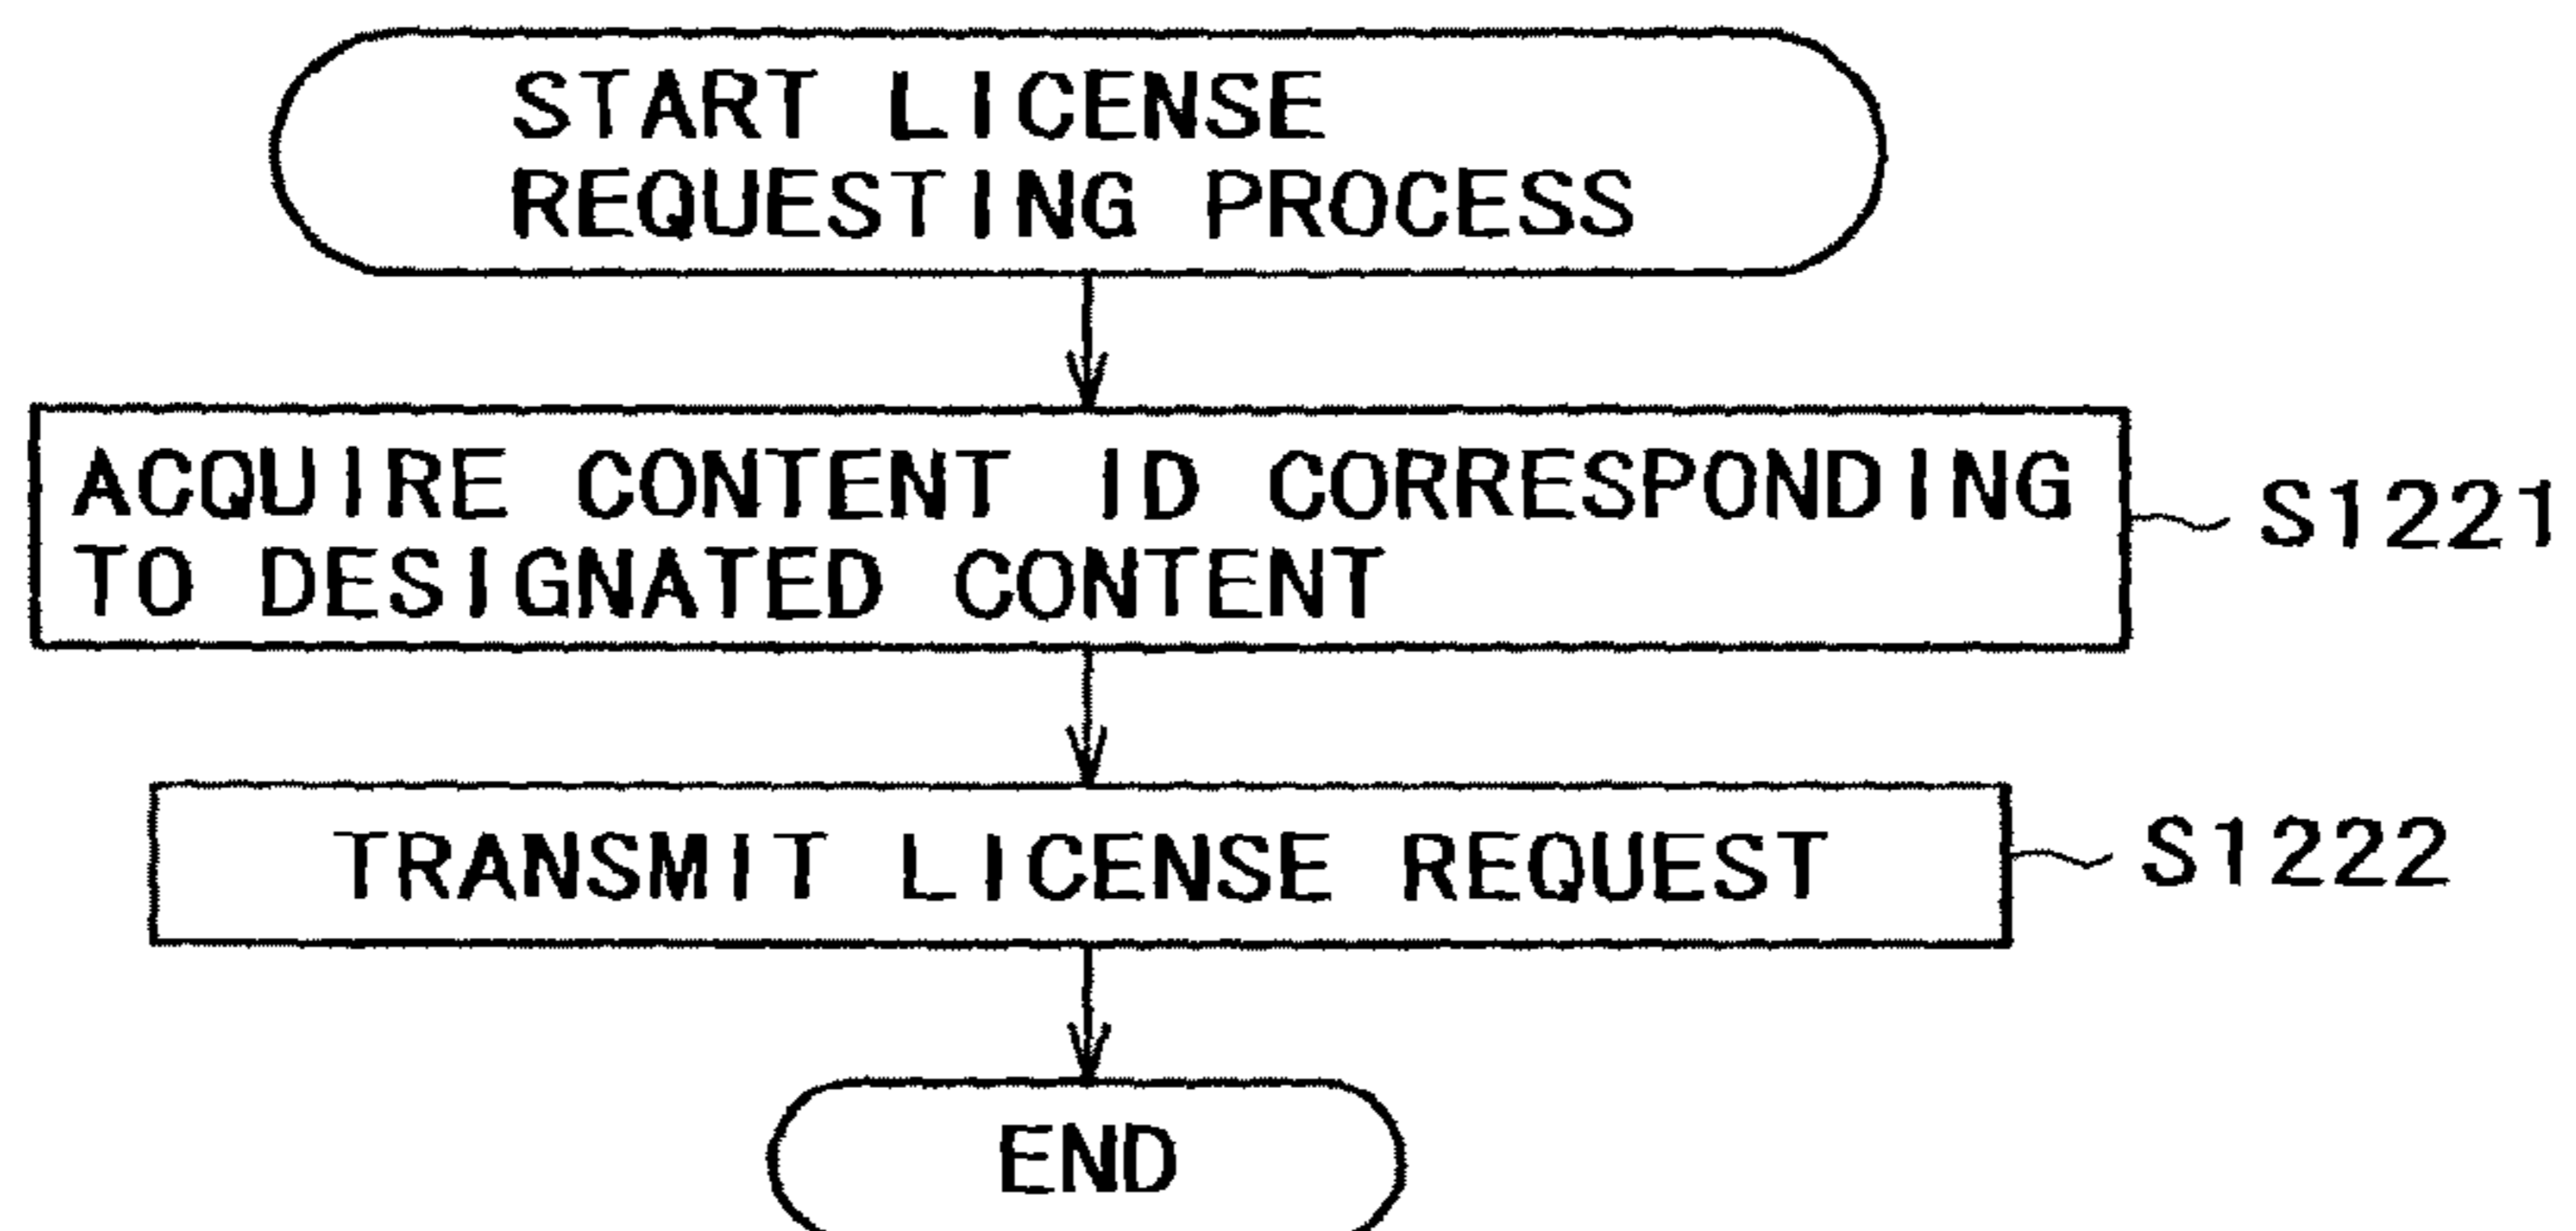 START LICENSE
REQUESTING PROCESS
ACQUIRE CONTENT ID CORRESPONDING
TO DESIGNATED CONTENT
S1221
TRANSMIT LICENSE REQUEST
S1222
END